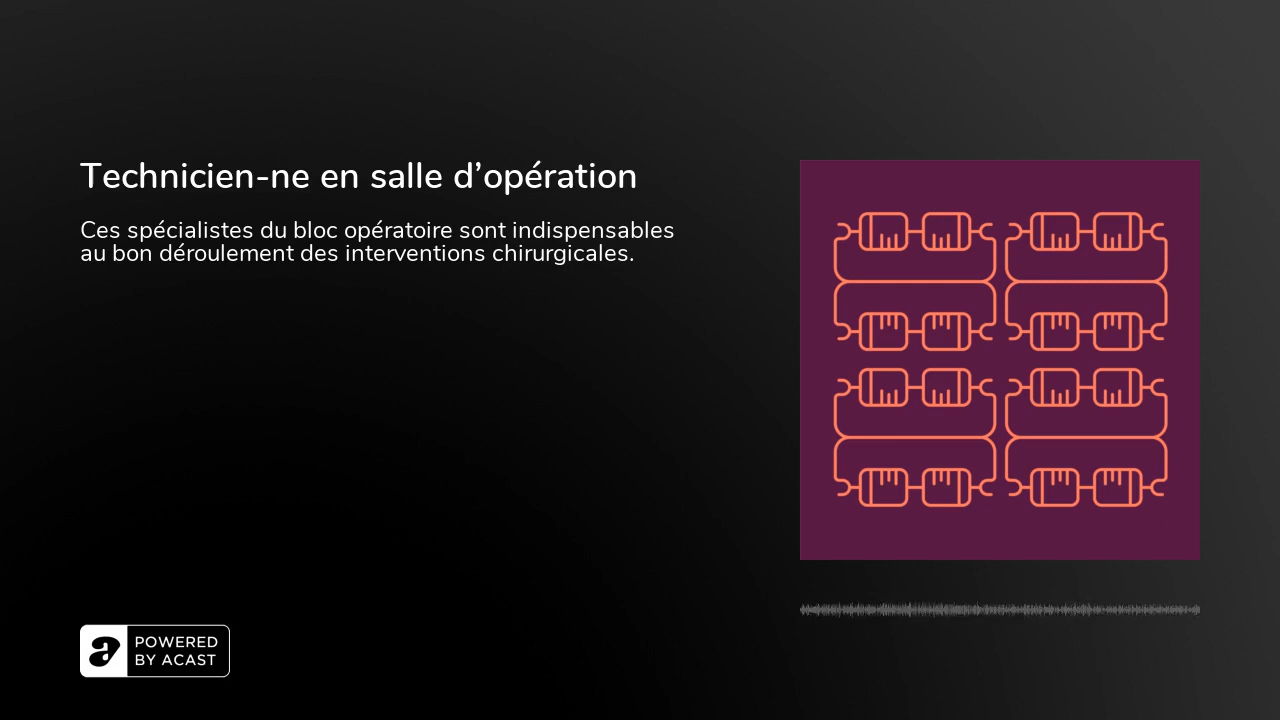 Technicien-ne en salle d’opération
Ces spécialistes du bloc opératoire sont indispensables
au bon déroulement des interventions chirurgicales.
POWERED
BY ACAST